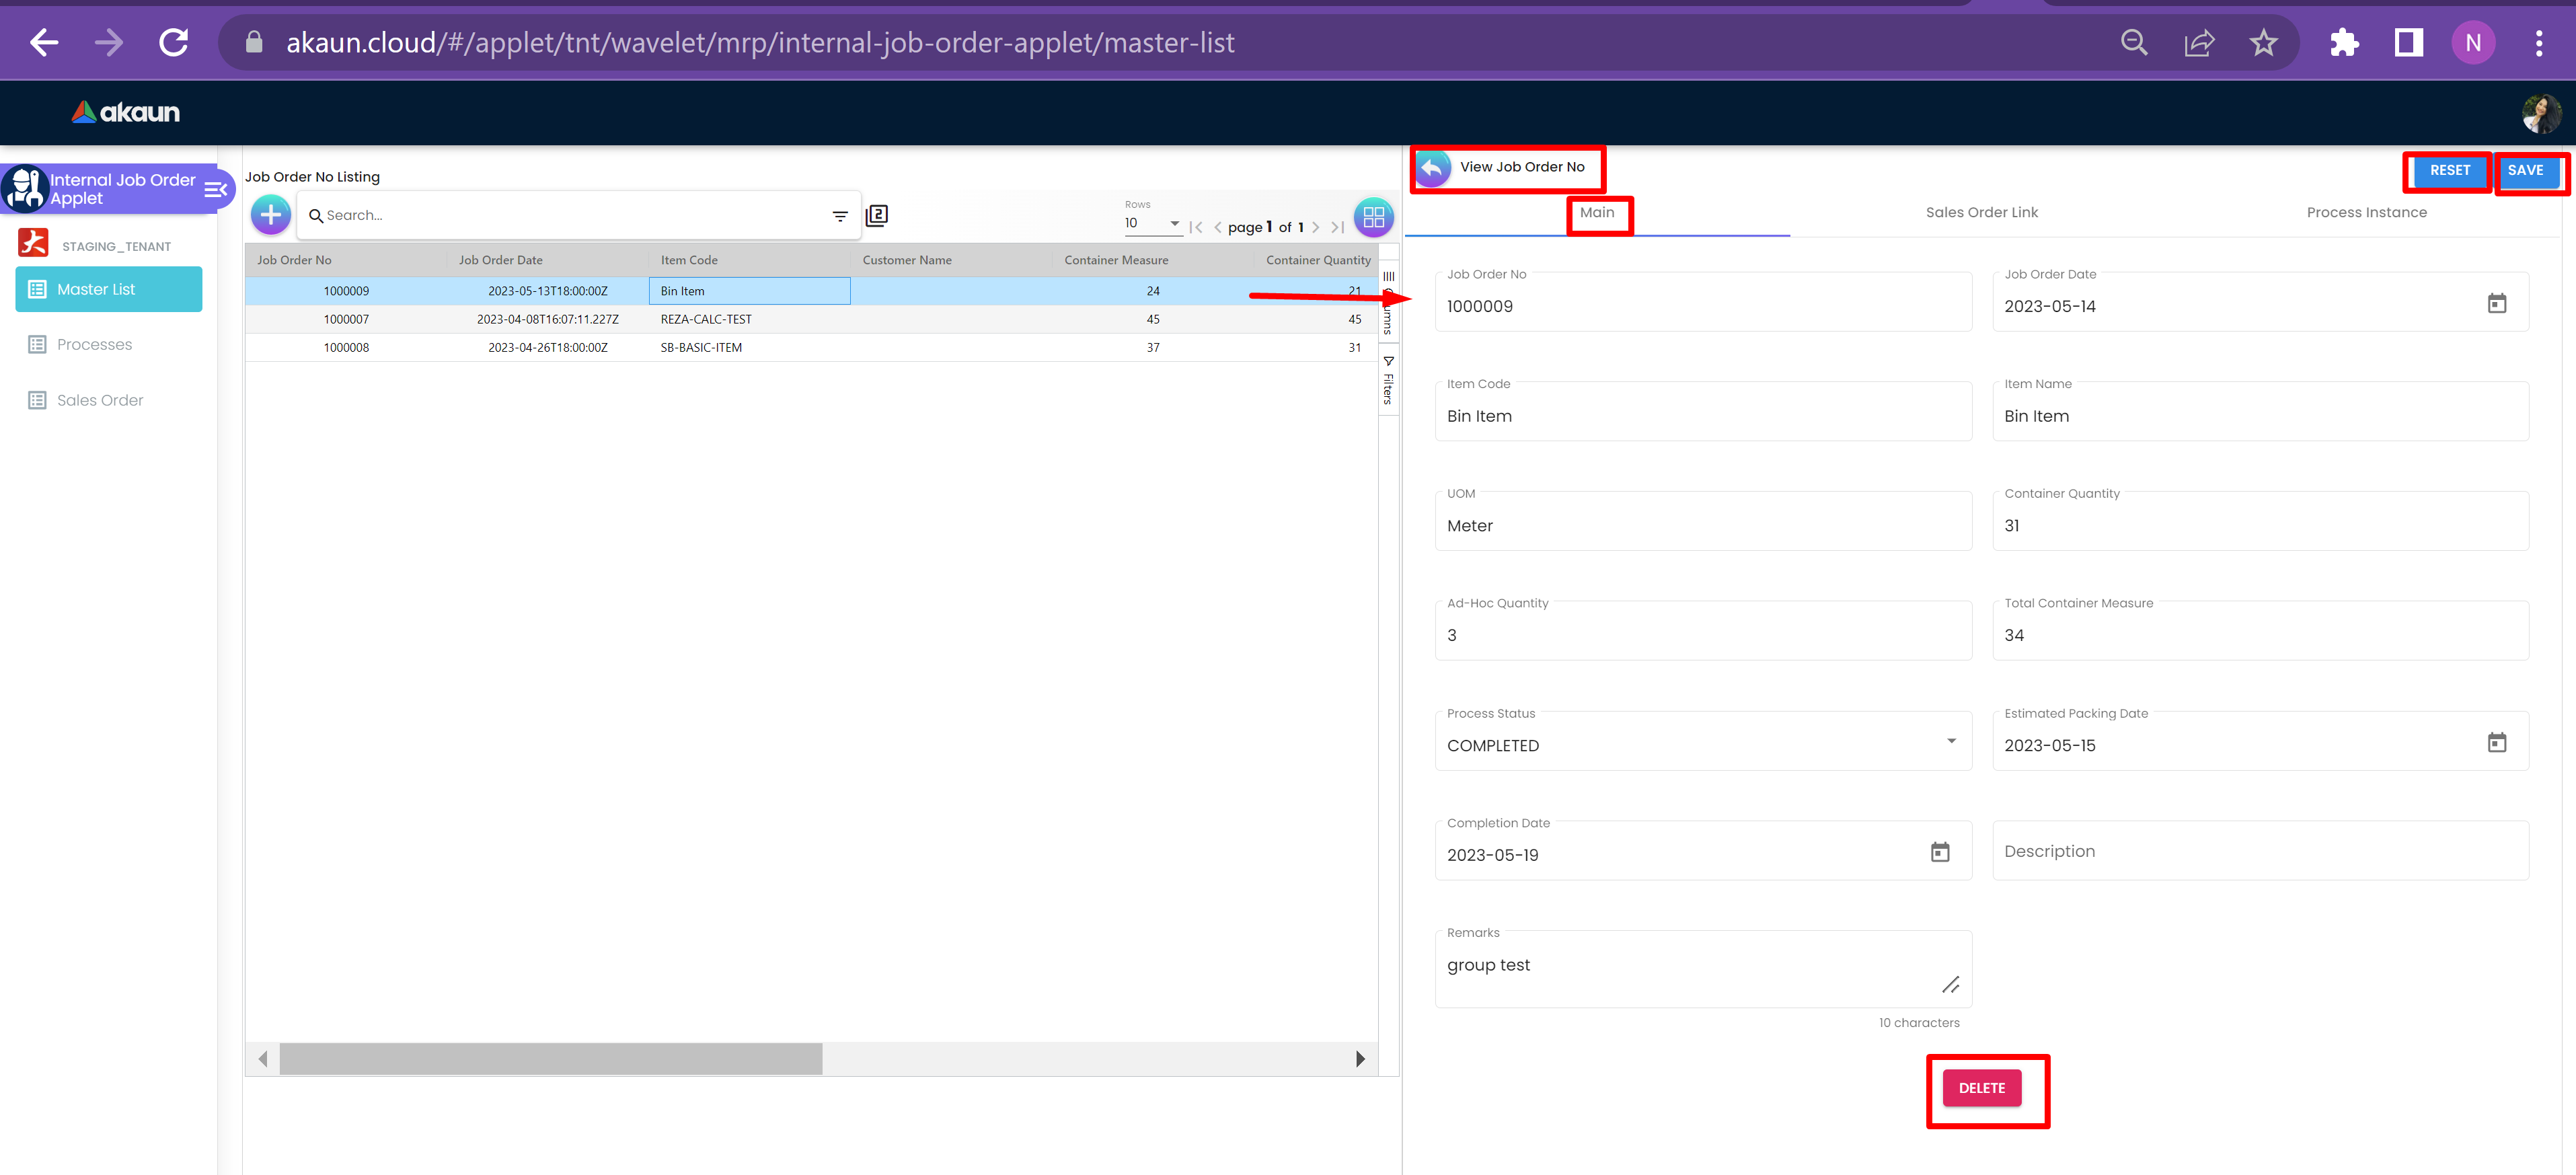 akaun.cloud/#/applet/tnt/wavelet/mrp/internal-job-order-applet/master-list
N
akaun
Internal Job Order
Applet
STAGING_TENANT
Master List
Processes
Sales Order
Job Order No Listing
Search...
2
Rows
10
page 1 of 1
Job Order No Job Order Date Item Code Customer Name Container Measure Container Quantity
1000009 2023-05-13T18:00:00Z Bin Item 24 21
1000007 2023-04-08T16:07:11.227Z REZA-CALC-TEST 45 45
1000008 2023-04-26T18:00:00Z SB-BASIC-ITEM 37 31
Filters
View Job Order No
RESET
SAVE
Main Sales Order Link Process Instance
Job Order No
1000009
Job Order Date
2023-05-14
Item Code
Bin Item
Item Name
Bin Item
UOM
Meter
Container Quantity
31
Ad-Hoc Quantity
3
Total Container Measure
34
Process Status
COMPLETED
Estimated Packing Date
2023-05-15
Completion Date
2023-05-19
Description
Remarks
group test
10 characters
DELETE